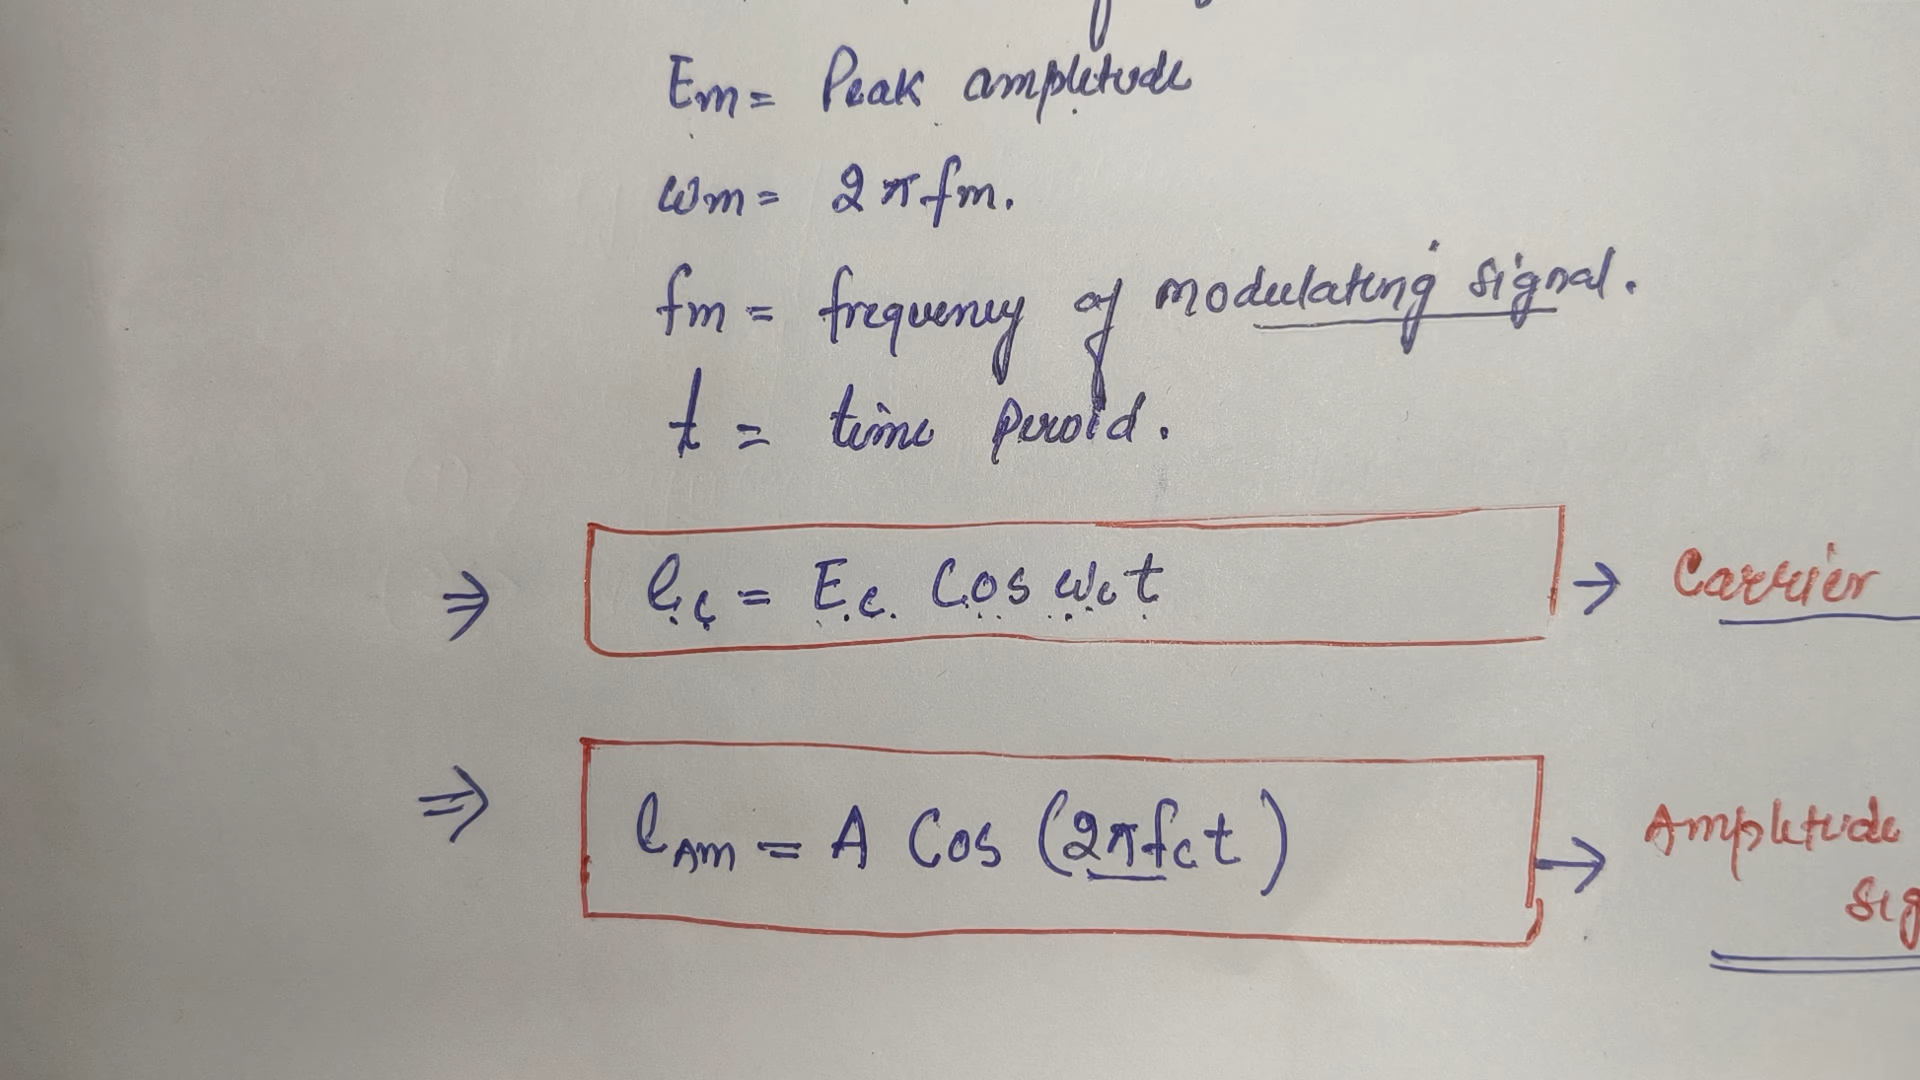 Em = Peak amplitude
ωm = 2πfm.
fm = frequency of modulating signal.
t = time peroid.
⇒ ec = Ec. Cos ωct → Carrier
⇒ eAm = A Cos (2πfct) → Amplitude